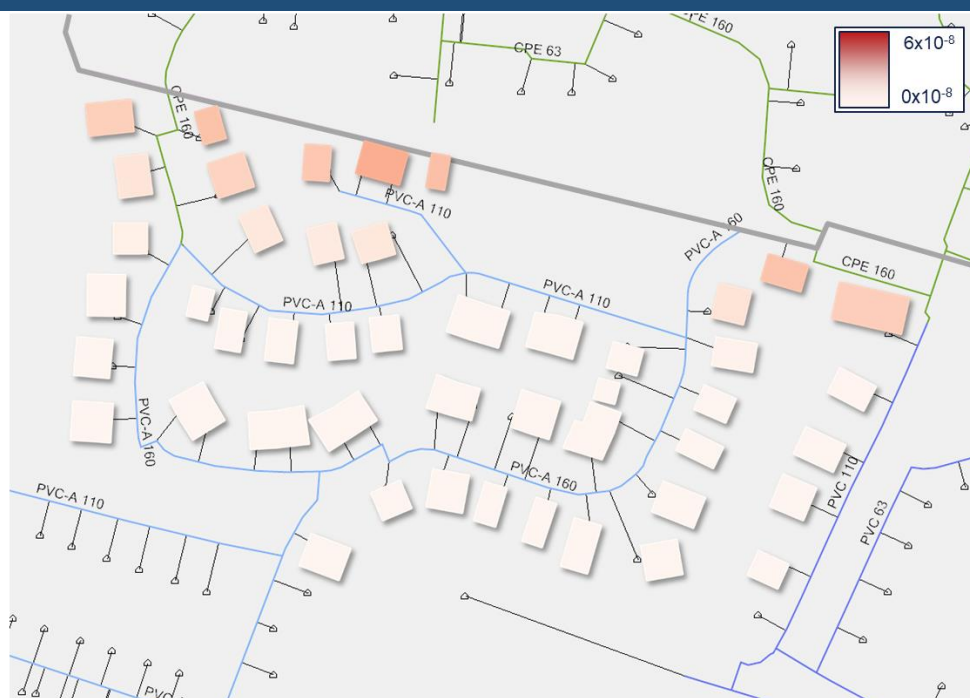 CPE 160
CPE 63
CPE 160
6x10⁻⁸
0x10⁻⁸
CPE 160
PVC-A 110
PVC-A 160
CPE 160
PVC-A 110
PVC-A 110
PVC-A 160
PVC-A 160
PVC 110
PVC-A 110
PVC 63